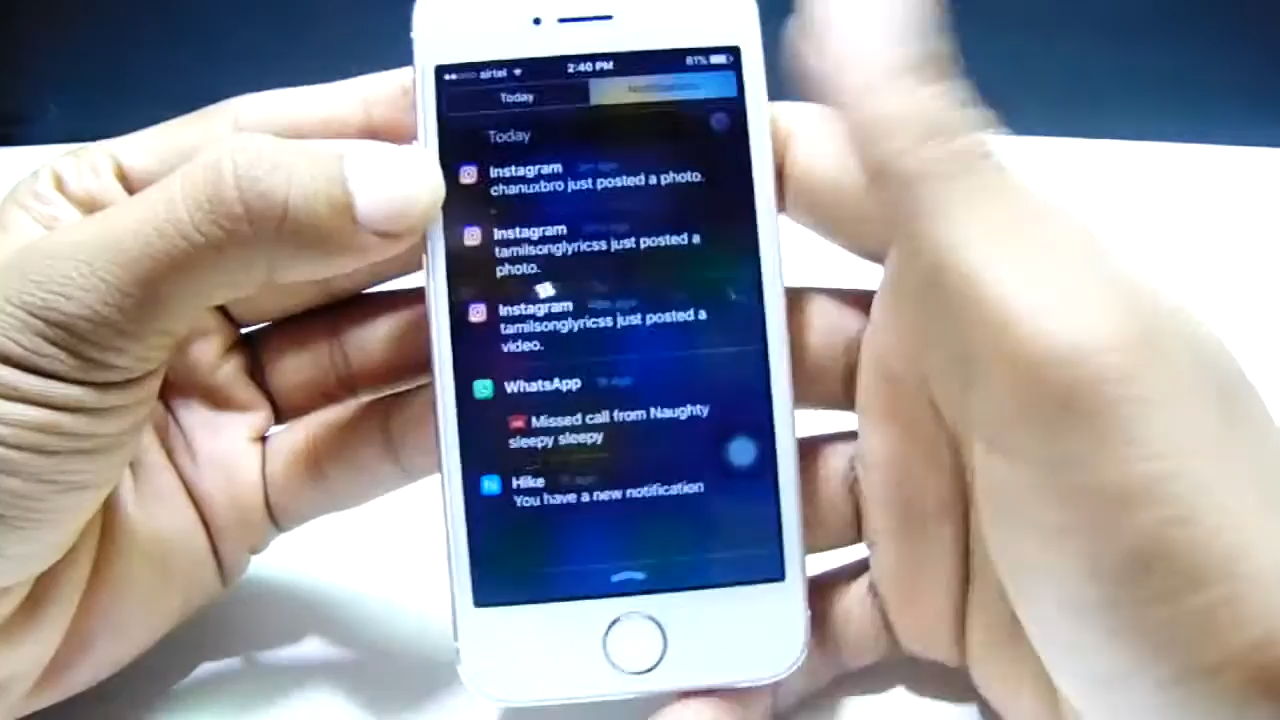 airtel 2:40 PM 81%
Today
Today
Instagram
chanuxbro just posted a photo.
Instagram
tamilsonglyricss just posted a
photo.
Instagram
tamilsonglyricss just posted a
video.
WhatsApp
Missed call from Naughty
sleepy sleepy
Hike
You have a new notification